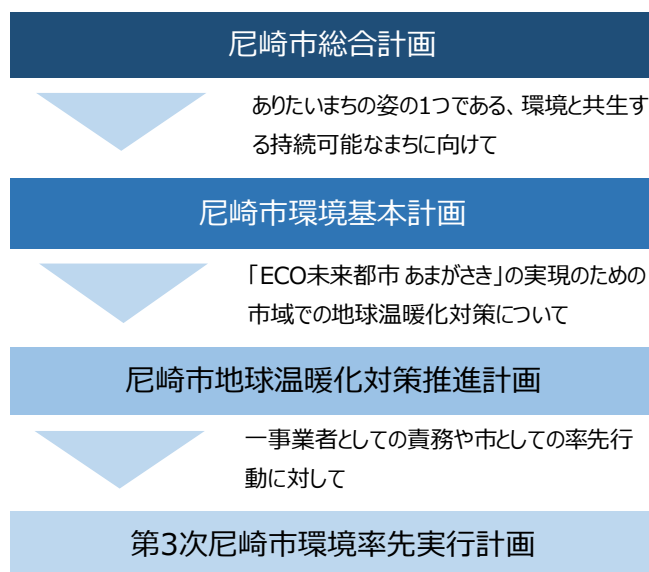 尼崎市総合計画
ありたいまちの姿の1つである、環境と共生す
る持続可能なまちに向けて
尼崎市環境基本計画
「ECO未来都市 あまがさき」の実現のための
市域での地球温暖化対策について
尼崎市地球温暖化対策推進計画
一事業者としての責務や市としての率先行
動に対して
第3次尼崎市環境率先実行計画